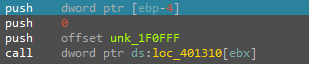 push dword ptr [ebp-4]
push 0
push offset unk_1F0FFF
call dword ptr ds:loc_401310[ebx]